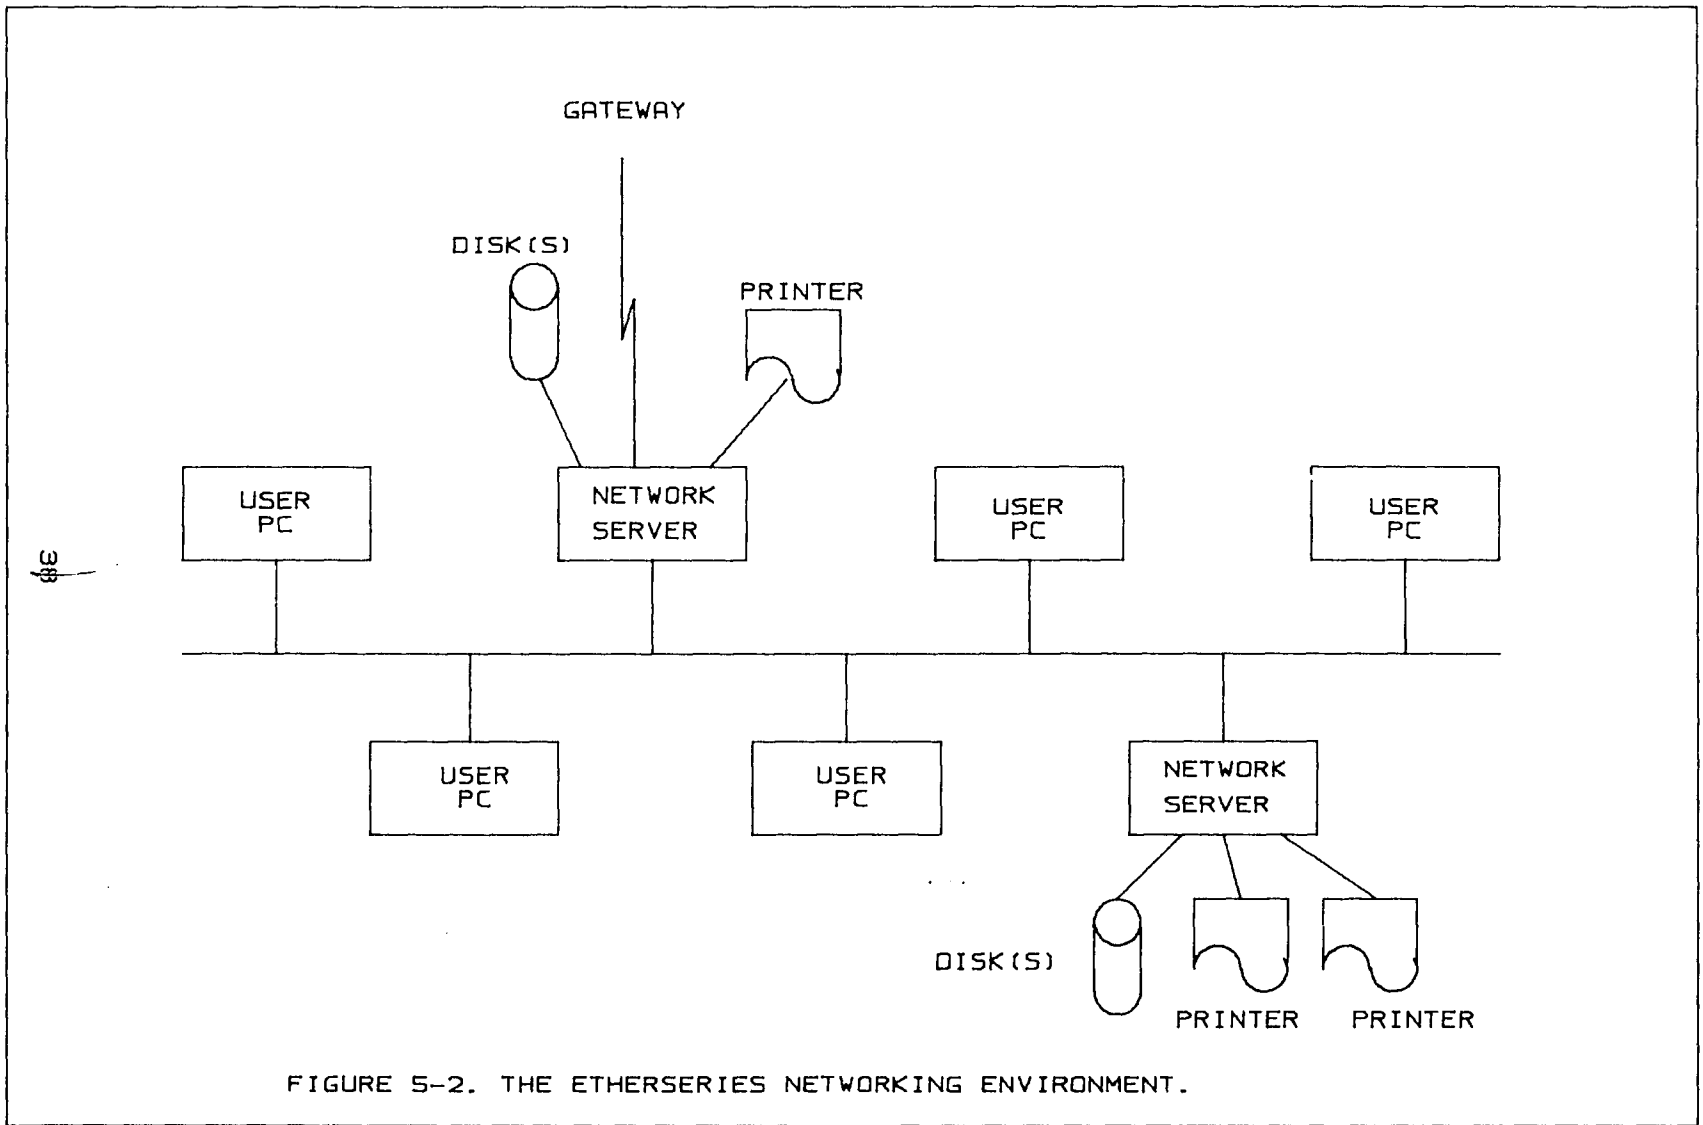 GATEWAY
DISK(S)
PRINTER
USER
PC
NETWORK
SERVER
USER
PC
USER
PC
USER
PC
USER
PC
NETWORK
SERVER
DISK(S)
PRINTER
PRINTER
FIGURE 5-2. THE ETHERSERIES NETWORKING ENVIRONMENT.